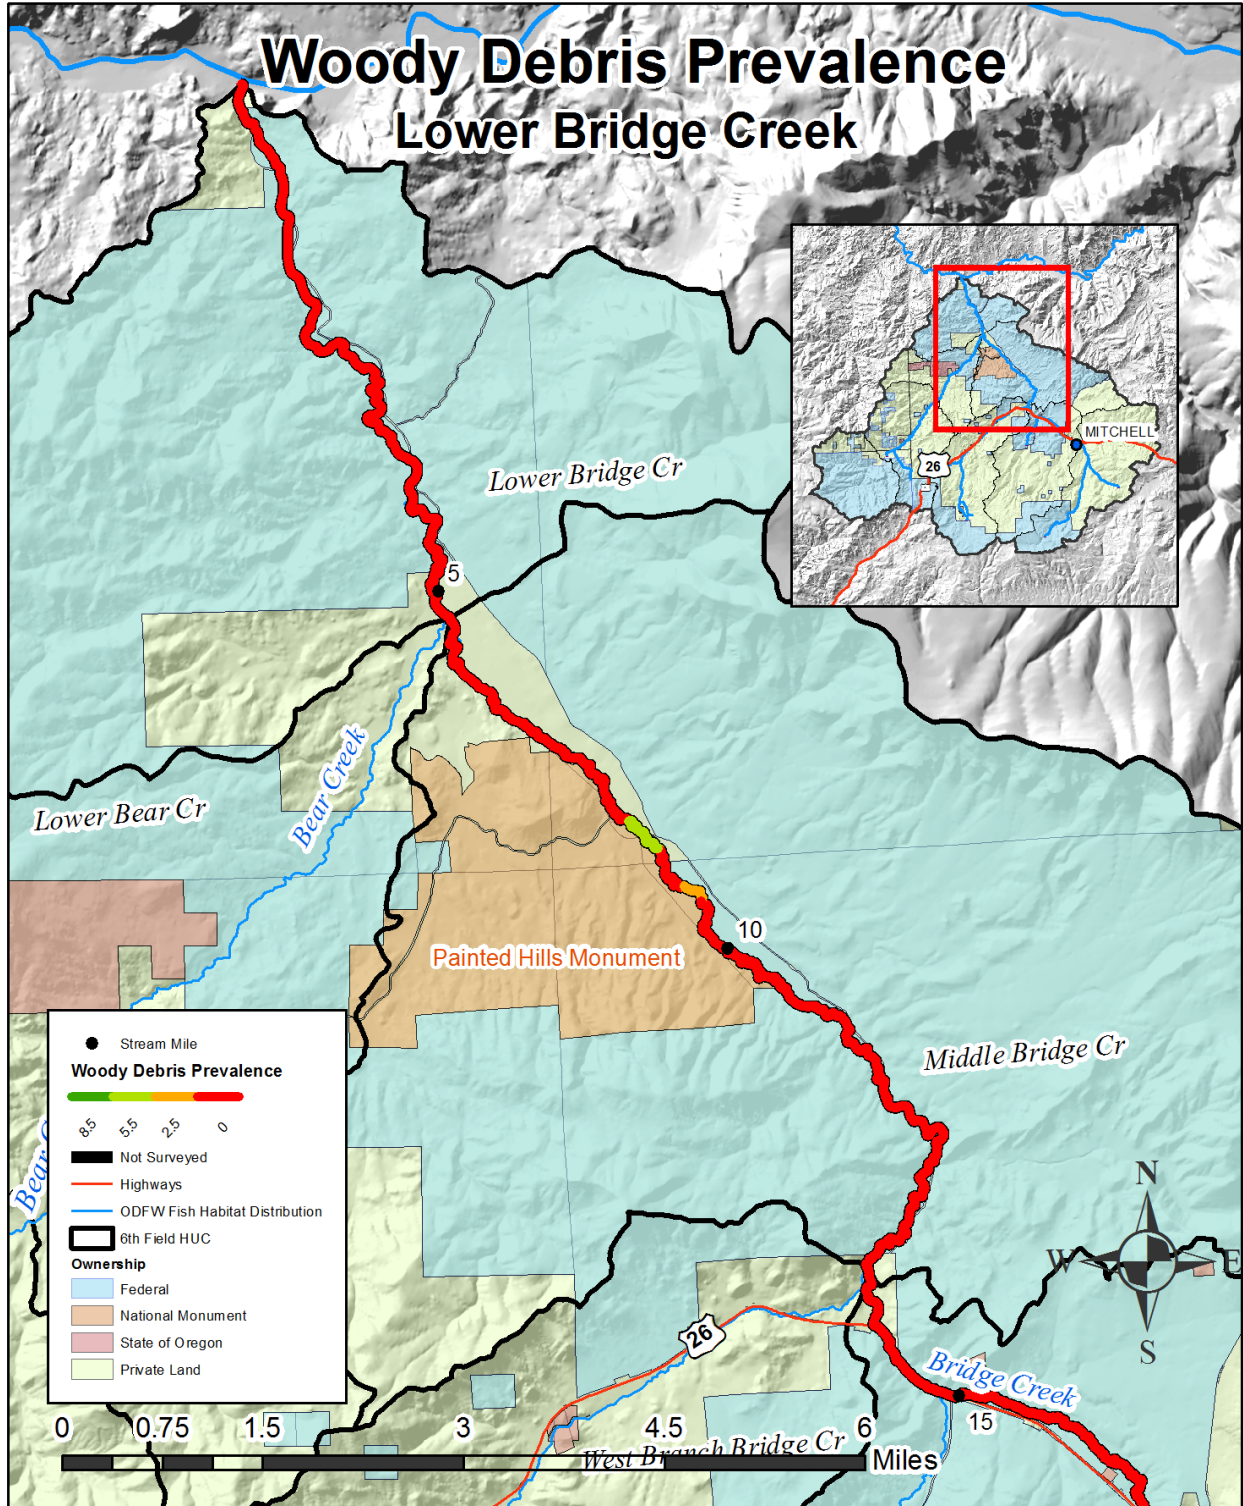 Woody Debris Prevalence
Lower Bridge Creek
MITCHELL
26
Lower Bridge Cr
5
Bear Creek
Lower Bear Cr
10
Painted Hills Monument
Middle Bridge Cr
Stream Mile
Woody Debris Prevalence
8.5 5.5 2.5 0
Not Surveyed
Highways
ODFW Fish Habitat Distribution
6th Field HUC
Ownership
Federal
National Monument
State of Oregon
Private Land
Bear C
N
W E
S
26
Bridge Creek
15
0 0.75 1.5 3 4.5 6
West Branch Bridge Cr
Miles